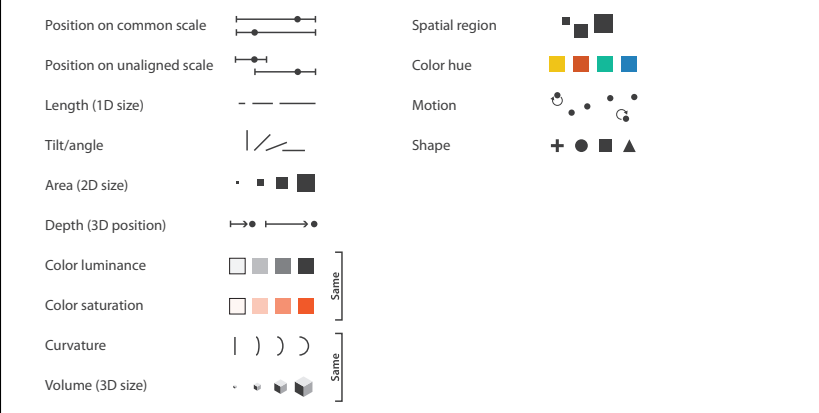 Position on common scale
Position on unaligned scale
Length (1D size)
Tilt/angle
Area (2D size)
Depth (3D position)
Color luminance
Color saturation
Same
Curvature
Volume (3D size)
Same
Spatial region
Color hue
Motion
Shape